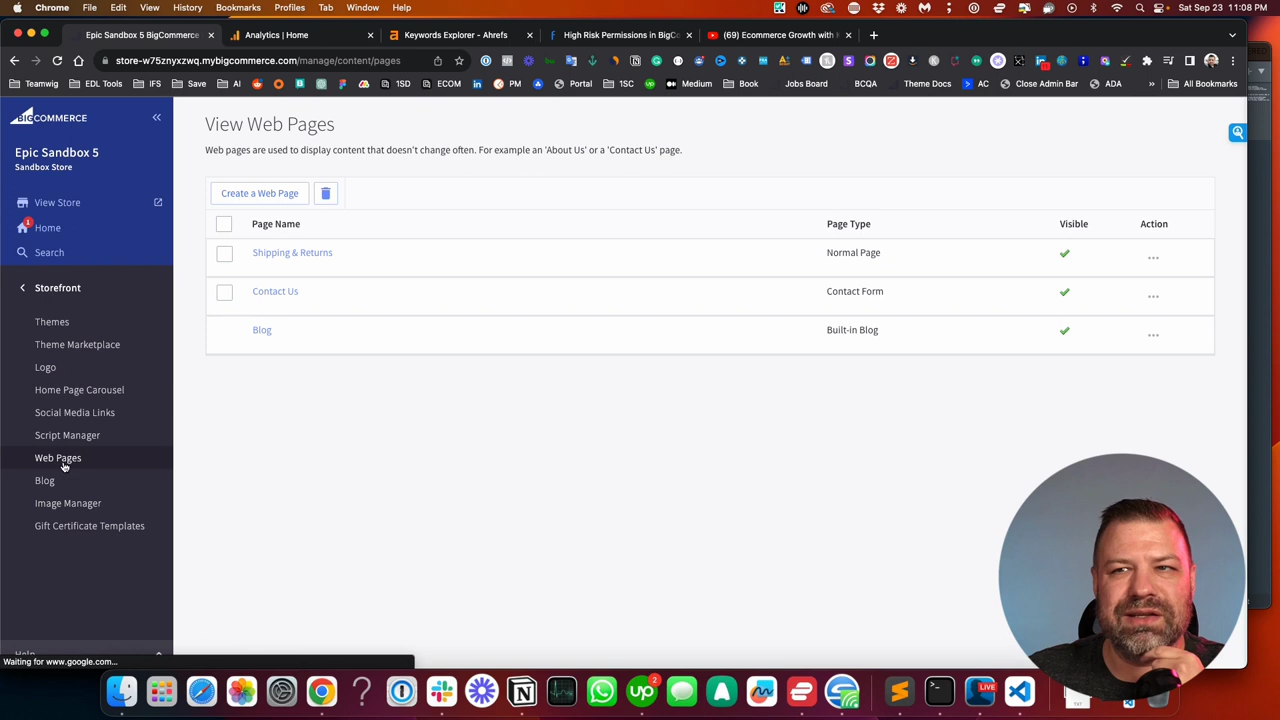 Chrome File Edit View History Bookmarks Profiles Tab Window Help Sat Sep 23 11:08 PM
Epic Sandbox 5 BigCommerce Analytics | Home Keywords Explorer - Ahrefs High Risk Permissions in BigCo (69) Ecommerce Growth with
store-w75znyxzwq.mybigcommerce.com/manage/content/pages
Teamwig EDL Tools IFS Save AI 1SD ECOM PM Portal 1SC Medium Book Jobs Board BCQA Theme Docs AC Close Admin Bar ADA All Bookmarks
BIGCOMMERCE
Epic Sandbox 5
Sandbox Store
View Store
1
Home
Search
Storefront
Themes
Theme Marketplace
Logo
Home Page Carousel
Social Media Links
Script Manager
Web Pages
Blog
Image Manager
Gift Certificate Templates
Help
Waiting for www.google.com...
View Web Pages
Web pages are used to display content that doesn't change often. For example an 'About Us' or a 'Contact Us' page.
Create a Web Page
Page Name Page Type Visible Action
Shipping & Returns Normal Page
Contact Us Contact Form
Blog Built-in Blog
2
LIVE